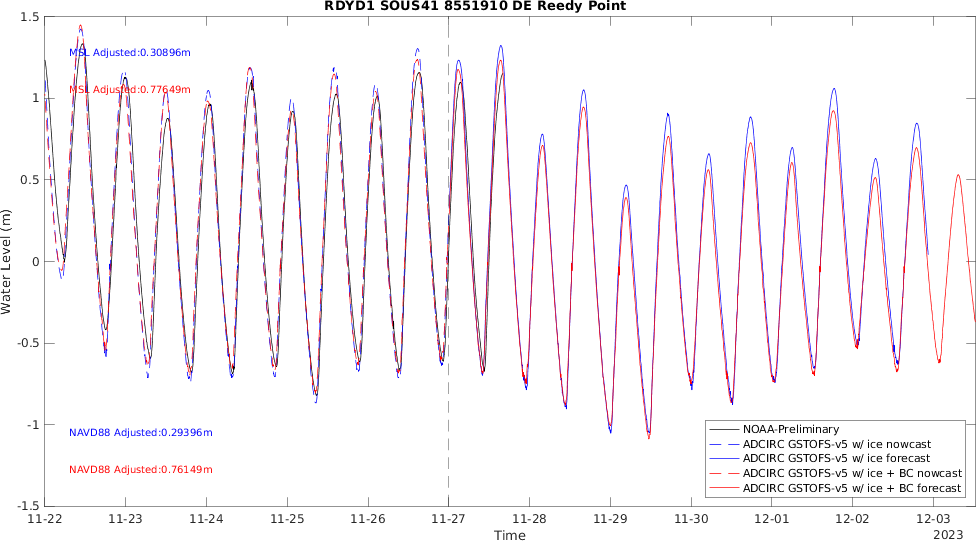 RDYD1 SOUS41 8551910 DE Reedy Point
1.5
1
0.5
0
-0.5
-1
-1.5
Water Level (m)
MSL Adjusted:0.30896m
MSL Adjusted:0.77649m
NAVD88 Adjusted:0.29396m
NAVD88 Adjusted:0.76149m
NOAA-Preliminary
ADCIRC GSTOFS-v5 w/ ice nowcast
ADCIRC GSTOFS-v5 w/ ice forecast
ADCIRC GSTOFS-v5 w/ ice + BC nowcast
ADCIRC GSTOFS-v5 w/ ice + BC forecast
11-22 11-23 11-24 11-25 11-26 11-27 11-28 11-29 11-30 12-01 12-02 12-03
Time 2023